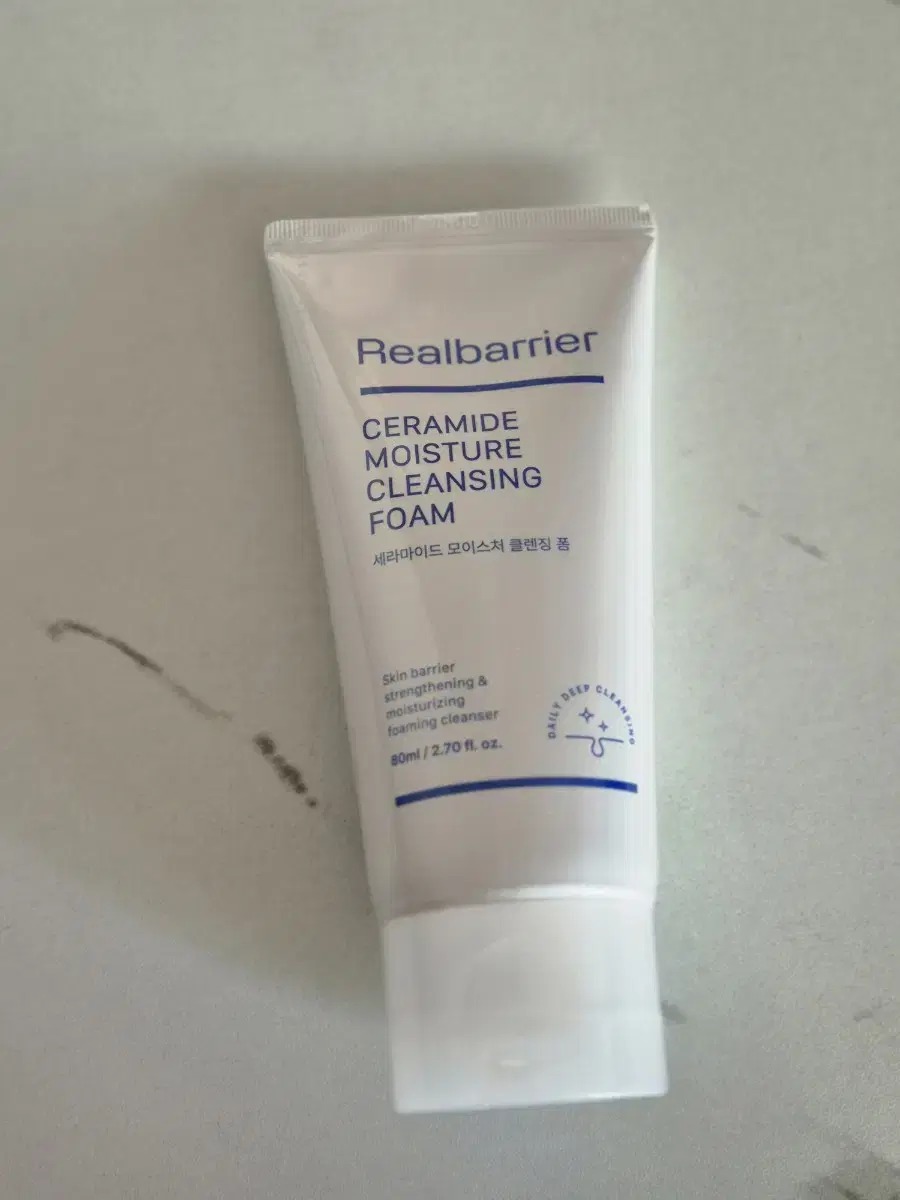 Realbarrier
CERAMIDE
MOISTURE
CLEANSING
FOAM
세라마이드 모이스처 클렌징 폼
Skin barrier
strengthening &
moisturizing
foaming cleanser
80ml / 2.70 fl. oz.
DAILY DEEP CLEANSING